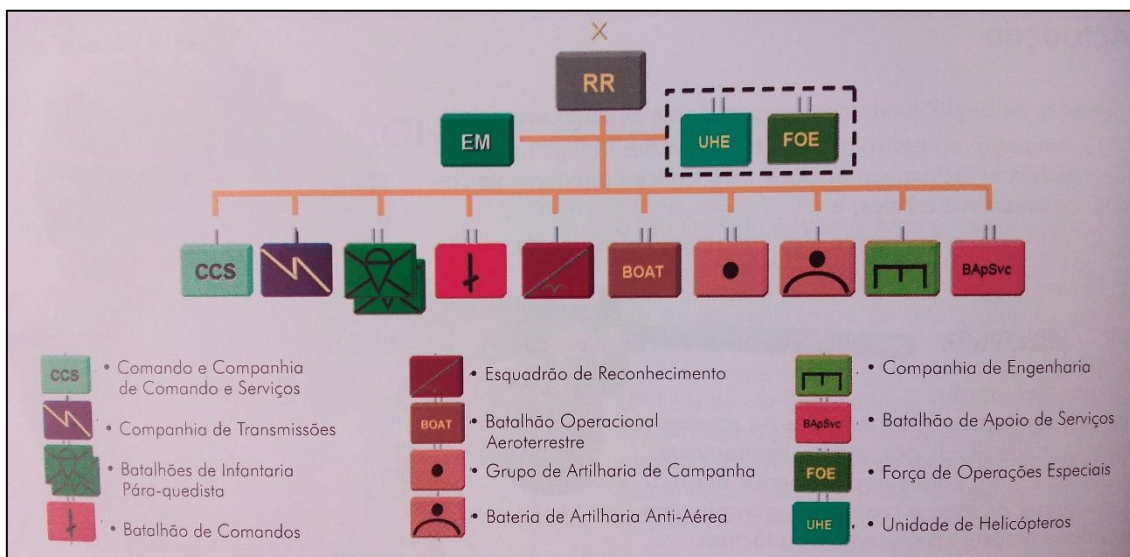 X
RR
EM
UHE
FOE
CCS
BOAT
BApSvc
CCS
• Comando e Companhia
de Comando e Serviços
• Companhia de Transmissões
• Batalhões de Infantaria
Pára-quedista
• Batalhão de Comandos
• Esquadrão de Reconhecimento
BOAT
• Batalhão Operacional
Aeroterrestre
• Grupo de Artilharia de Campanha
• Bateria de Artilharia Anti-Aérea
• Companhia de Engenharia
BApSvc
• Batalhão de Apoio de Serviços
FOE
• Força de Operações Especiais
UHE
• Unidade de Helicópteros